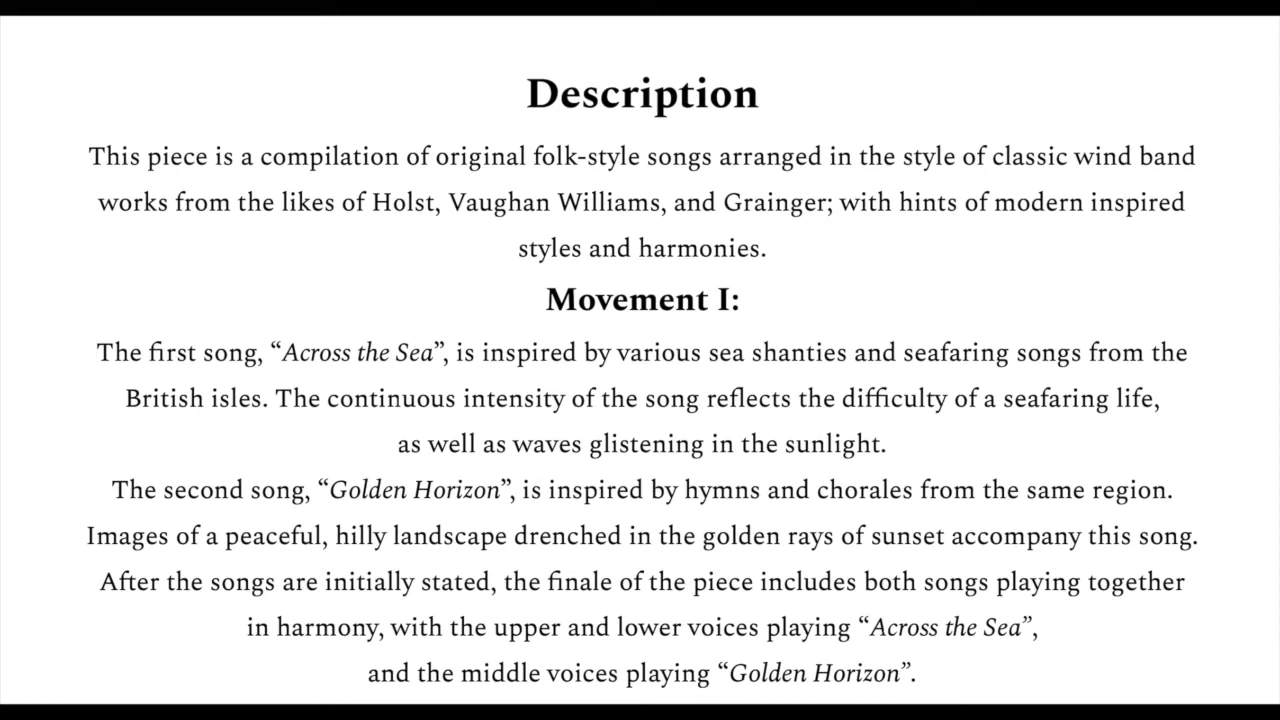 Description
This piece is a compilation of original folk-style songs arranged in the style of classic wind band
works from the likes of Holst, Vaughan Williams, and Grainger; with hints of modern inspired
styles and harmonies.
Movement I:
The first song, “Across the Sea”, is inspired by various sea shanties and seafaring songs from the
British isles. The continuous intensity of the song reflects the difficulty of a seafaring life,
as well as waves glistening in the sunlight.
The second song, “Golden Horizon”, is inspired by hymns and chorales from the same region.
Images of a peaceful, hilly landscape drenched in the golden rays of sunset accompany this song.
After the songs are initially stated, the finale of the piece includes both songs playing together
in harmony, with the upper and lower voices playing “Across the Sea”,
and the middle voices playing “Golden Horizon”.